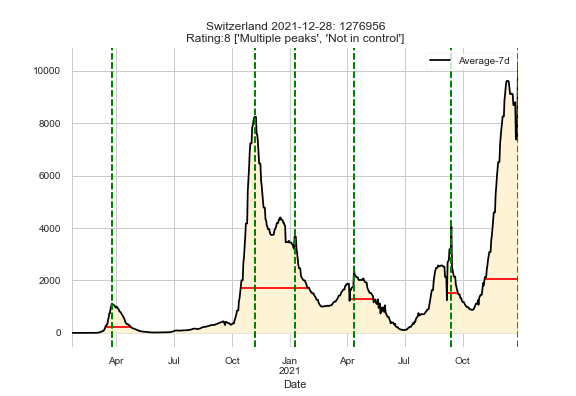 Switzerland 2021-12-28: 1276956
Rating:8 ['Multiple peaks', 'Not in control']
Average-7d
10000
8000
6000
4000
2000
0
Apr
Jul
Oct
Jan
2021
Apr
Jul
Oct
Date